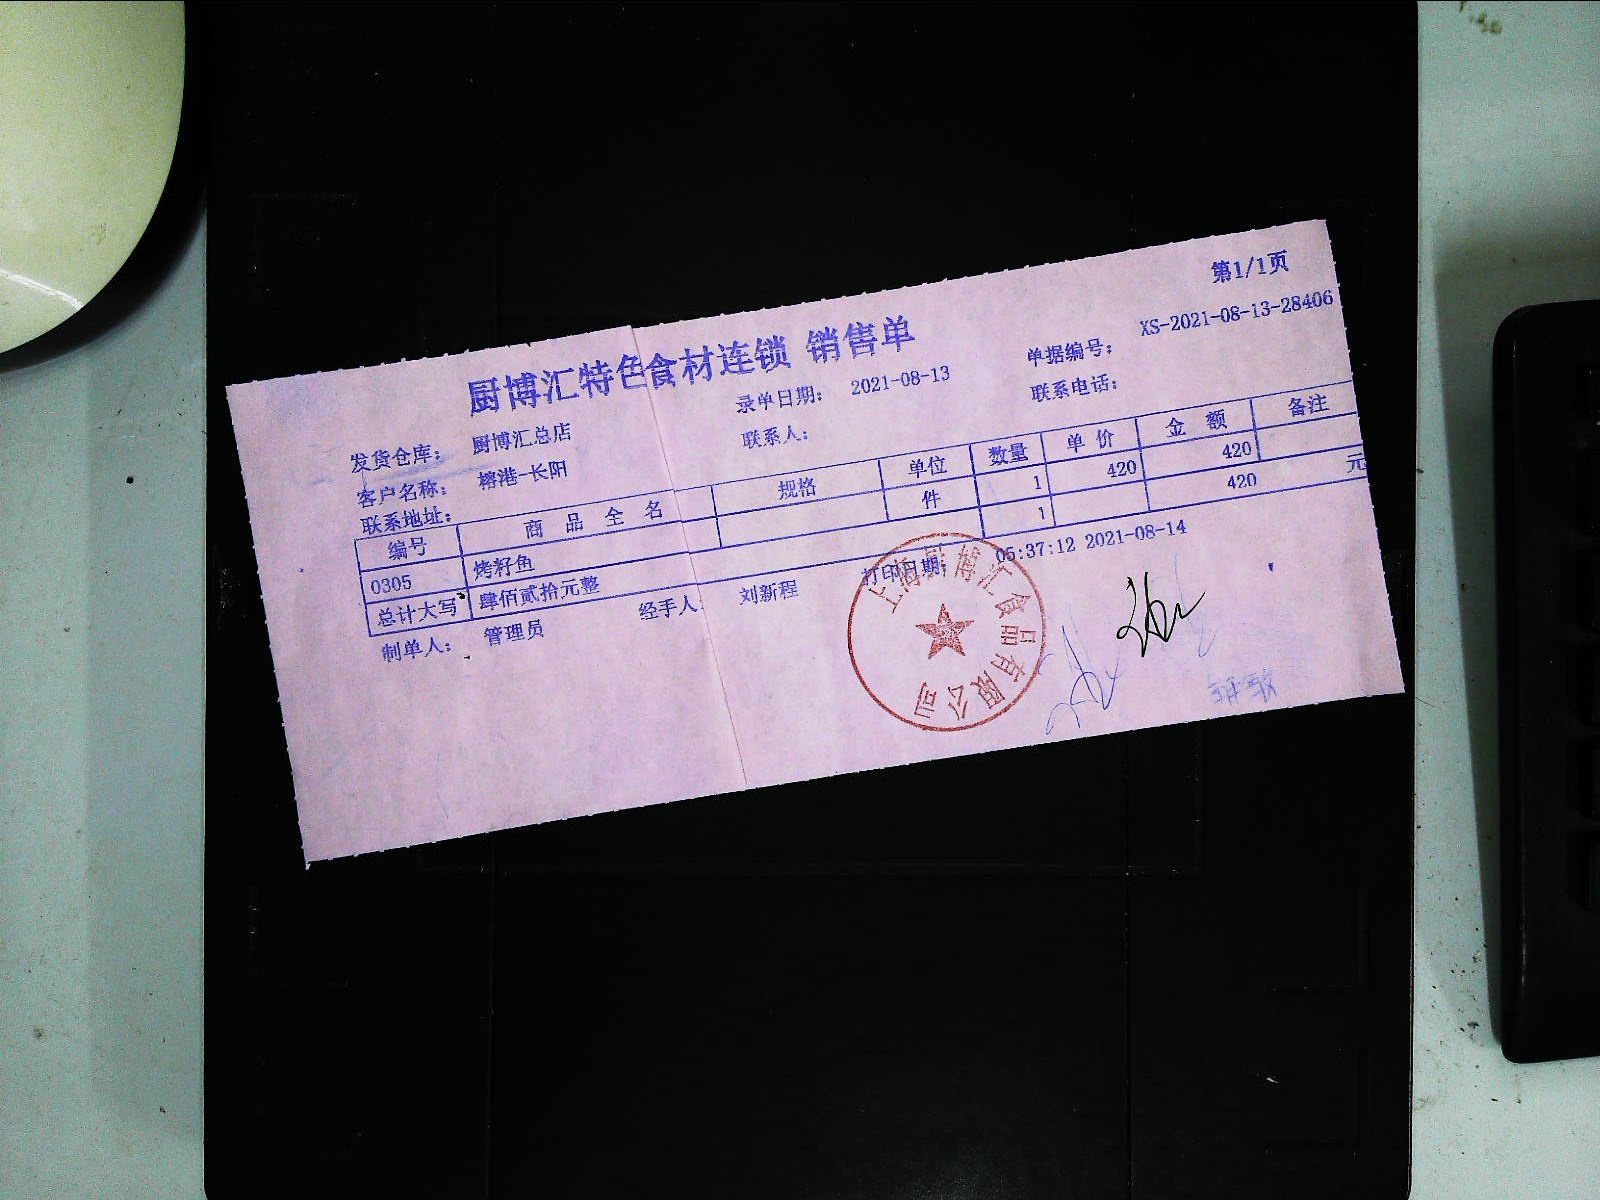 第1/1页
厨博汇特色食材连锁 销售单
发货仓库: 厨博汇总店 录单日期: 2021-08-13 单据编号: XS-2021-08-13-28406
客户名称: 榕港-长阳 联系人: 联系电话:
联系地址:
编号 商品全名 规格 单位 数量 单价 金额 备注
0305 烤籽鱼 件 1 420 420
总计大写 肆佰贰拾元整 1 420 元
制单人: 管理员 经手人: 刘新程 打印日期: 05:37:12 2021-08-14
上海厨博汇食品有限公司